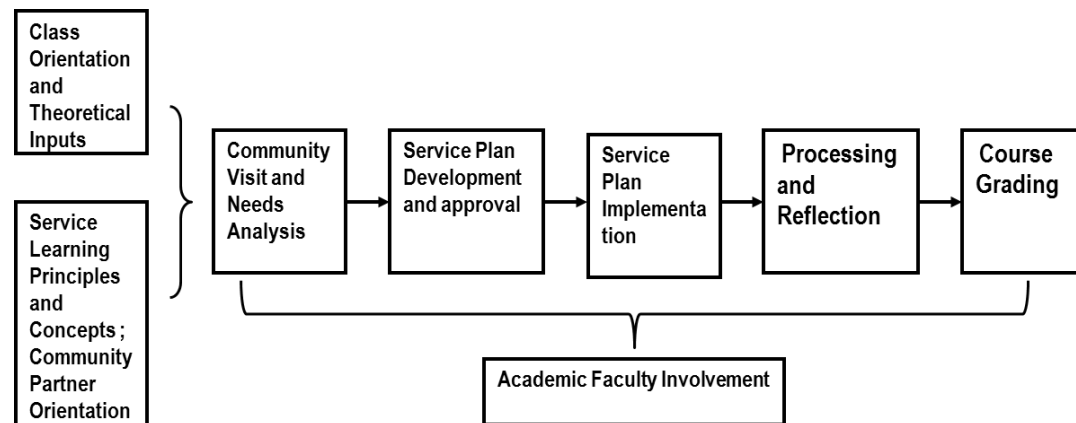 Class
Orientation
and
Theoretical
Inputs
Service
Learning
Principles
and
Concepts ;
Community
Partner
Orientation
Community
Visit and
Needs
Analysis
Service Plan
Development
and approval
Service
Plan
Implementa
tion
Processing
and
Reflection
Course
Grading
Academic Faculty Involvement